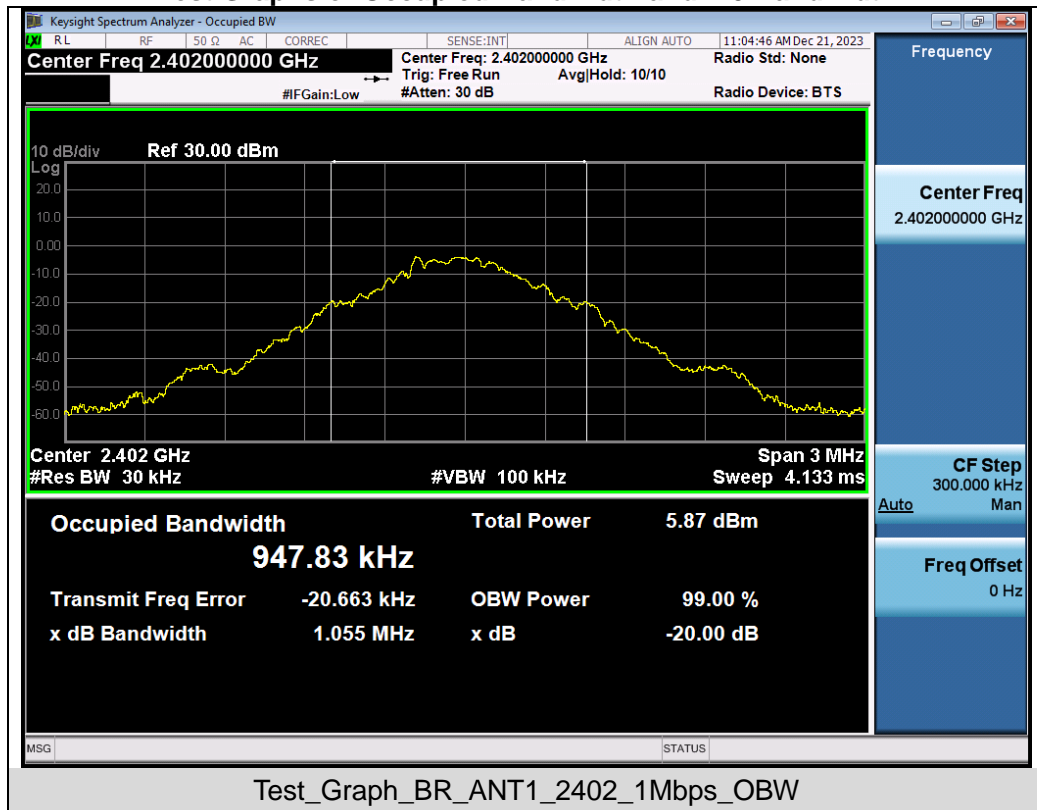 Keysight Spectrum Analyzer - Occupied BW
LXI RL RF 50 Ω AC CORREC SENSE:INT ALIGN AUTO 11:04:46 AM Dec 21, 2023
Center Freq 2.402000000 GHz Center Freq: 2.402000000 GHz Radio Std: None
Trig: Free Run Avg|Hold: 10/10
#IFGain:Low #Atten: 30 dB Radio Device: BTS
10 dB/div Ref 30.00 dBm
Log
20.0
10.0
0.00
-10.0
-20.0
-30.0
-40.0
-50.0
-60.0
Center 2.402 GHz Span 3 MHz
#Res BW 30 kHz #VBW 100 kHz Sweep 4.133 ms
Occupied Bandwidth Total Power 5.87 dBm
947.83 kHz
Transmit Freq Error -20.663 kHz OBW Power 99.00 %
x dB Bandwidth 1.055 MHz x dB -20.00 dB
Frequency
Center Freq
2.402000000 GHz
CF Step
300.000 kHz
Auto Man
Freq Offset
0 Hz
MSG STATUS
Test_Graph_BR_ANT1_2402_1Mbps_OBW